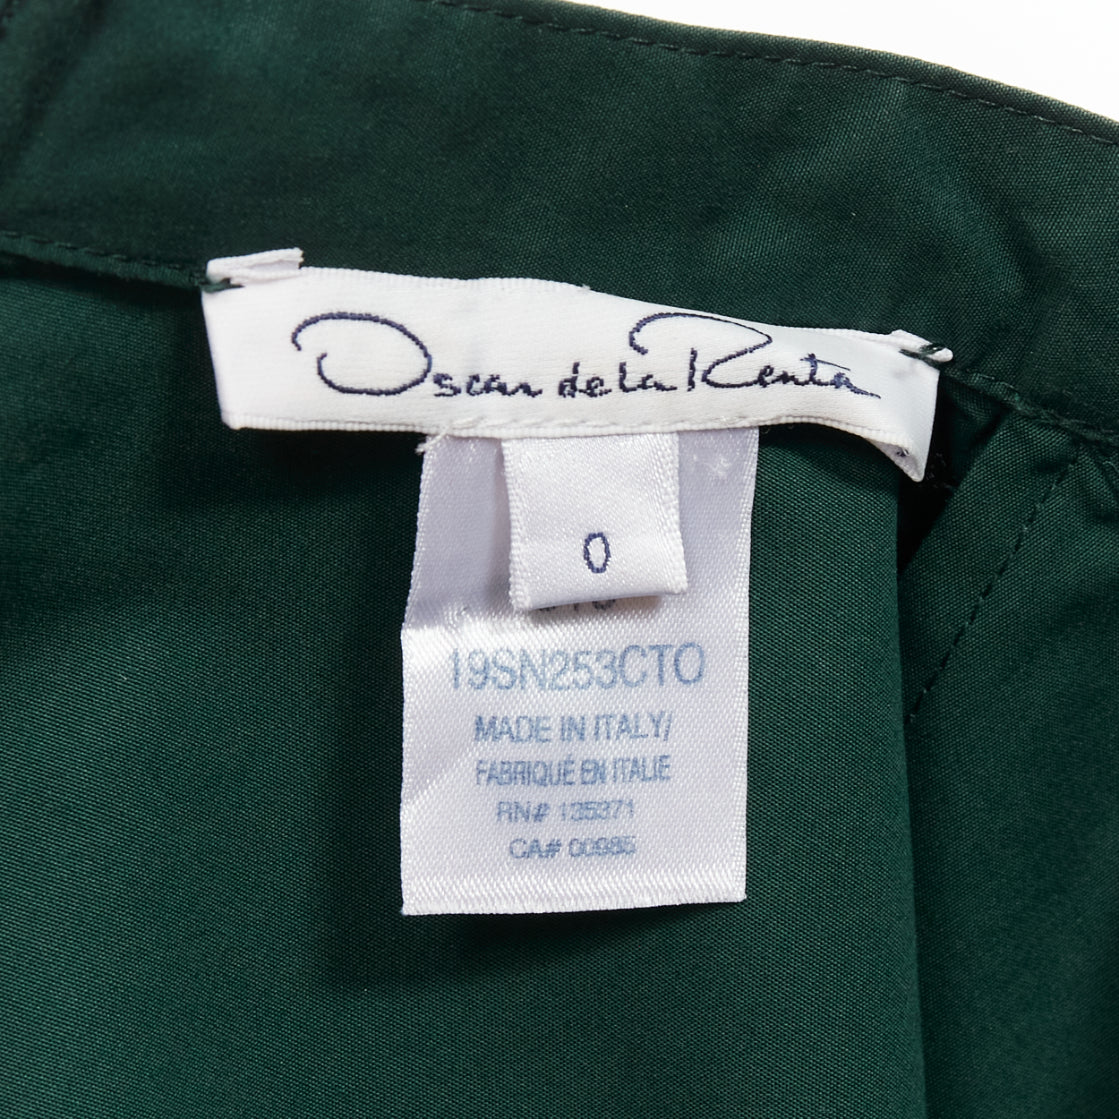 Oscar de la Renta
0
19SN253CTO
MADE IN ITALY/
FABRIQUÉ EN ITALIE
RN# 135371
CA# 00985